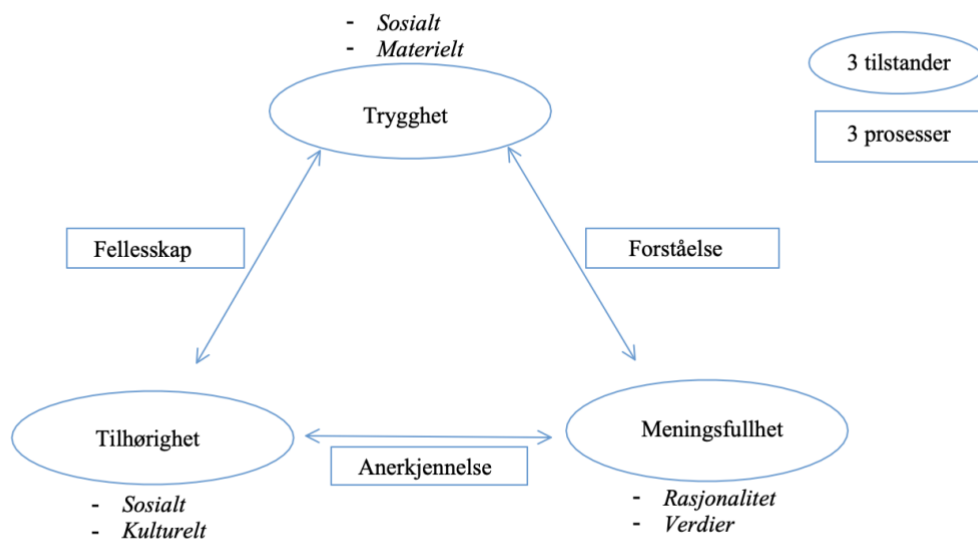 - Sosialt
- Materielt
Trygghet
3 tilstander
3 prosesser
Fellesskap
Forståelse
Tilhørighet
Anerkjennelse
Meningsfullhet
- Sosialt
- Kulturelt
- Rasjonalitet
- Verdier